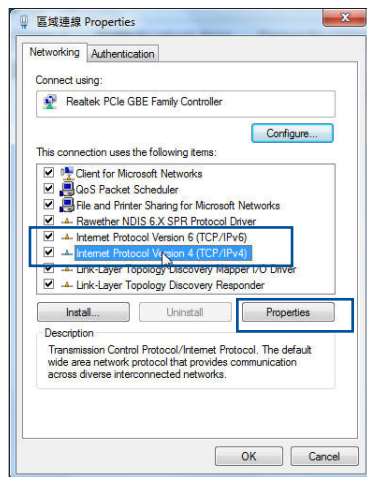 區域連線 Properties
Networking
Authentication
Connect using:
Realtek PCIe GBE Family Controller
Configure...
This connection uses the following items:
Client for Microsoft Networks
QoS Packet Scheduler
File and Printer Sharing for Microsoft Networks
Rawether NDIS 6.X SPR Protocol Driver
Internet Protocol Version 6 (TCP/IPv6)
Internet Protocol Version 4 (TCP/IPv4)
Link-Layer Topology Discovery Mapper I/O Driver
Link-Layer Topology Discovery Responder
Install...
Uninstall
Properties
Description
Transmission Control Protocol/Internet Protocol. The default
wide area network protocol that provides communication
across diverse interconnected networks.
OK
Cancel